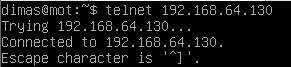 dimas@mot:~$ telnet 192.168.64.130
Trying 192.168.64.130...
Connected to 192.168.64.130.
Escape character is '^]'.